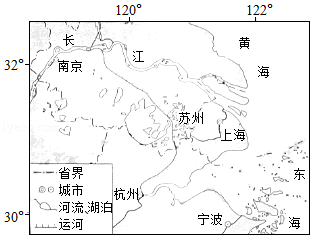 120° 122°
长 黄
江
32° 海
南京
苏州
上海
省界
城市 东
河流、湖泊 杭州
运河 宁波 海
30°